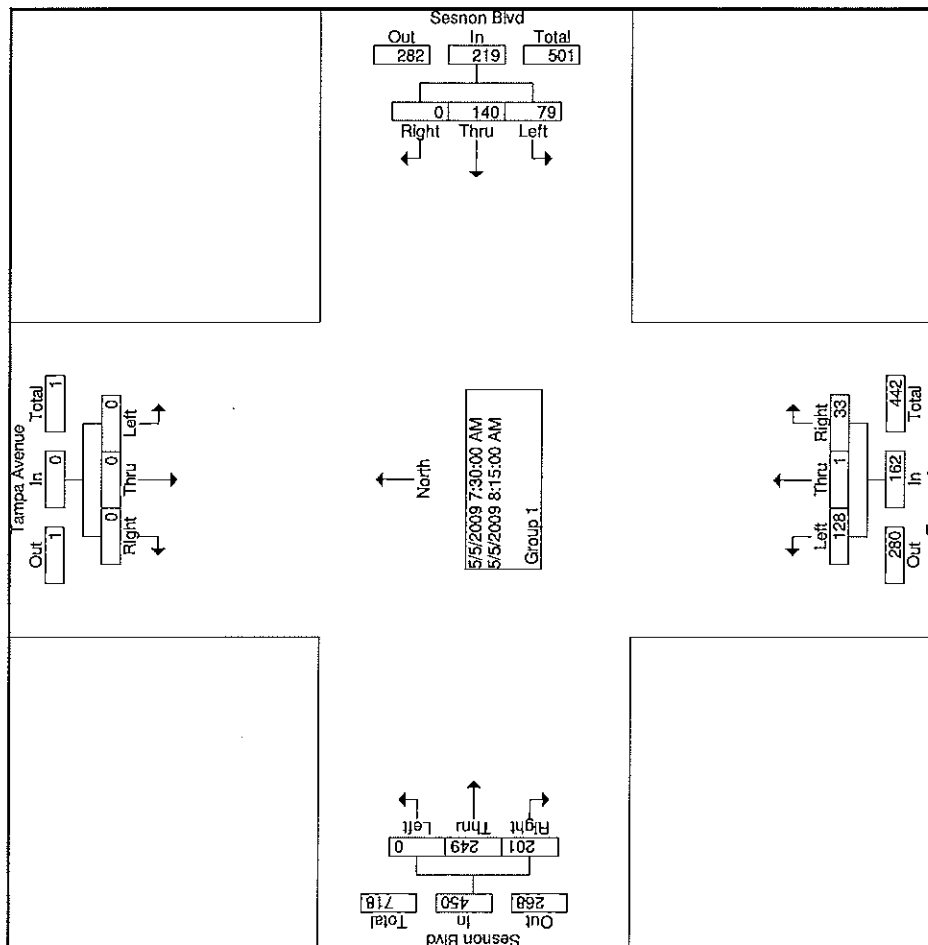 Sesnon Blvd
Out In Total
282 219 501
0 140 79
Right Thru Left
Tampa Avenue
Out In Total
1 0 1
0 0 0
Right Thru Left
North
5/5/2009 7:30:00 AM
5/5/2009 8:15:00 AM
Group 1
Left Thru Right
128 1 33
280 162 442
Out In Total
Left Thru Right
0 249 201
718 450 268
Total In Out
Sesnon Blvd